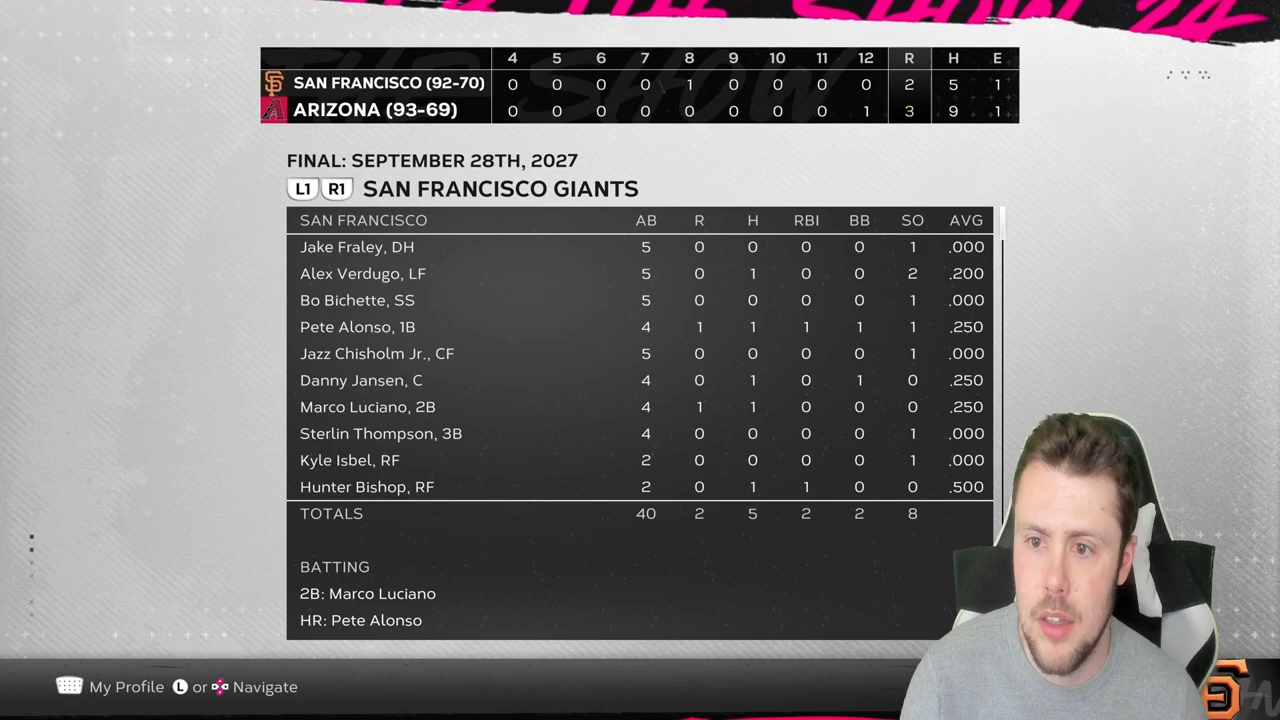 THE SHOW 24
4 5 6 7 8 9 10 11 12 R H E
SAN FRANCISCO (92-70) 0 0 0 0 1 0 0 0 0 2 5 1
ARIZONA (93-69) 0 0 0 0 0 0 0 0 1 3 9 1
FINAL: SEPTEMBER 28TH, 2027
L1 R1 SAN FRANCISCO GIANTS
SAN FRANCISCO AB R H RBI BB SO AVG
Jake Fraley, DH 5 0 0 0 0 1 .000
Alex Verdugo, LF 5 0 1 0 0 2 .200
Bo Bichette, SS 5 0 0 0 0 1 .000
Pete Alonso, 1B 4 1 1 1 1 1 .250
Jazz Chisholm Jr., CF 5 0 0 0 0 1 .000
Danny Jansen, C 4 0 1 0 1 0 .250
Marco Luciano, 2B 4 1 1 0 0 0 .250
Sterlin Thompson, 3B 4 0 0 0 0 1 .000
Kyle Isbel, RF 2 0 0 0 0 1 .000
Hunter Bishop, RF 2 0 1 1 0 0 .500
TOTALS 40 2 5 2 2 8
BATTING
2B: Marco Luciano
HR: Pete Alonso
My Profile L or Navigate